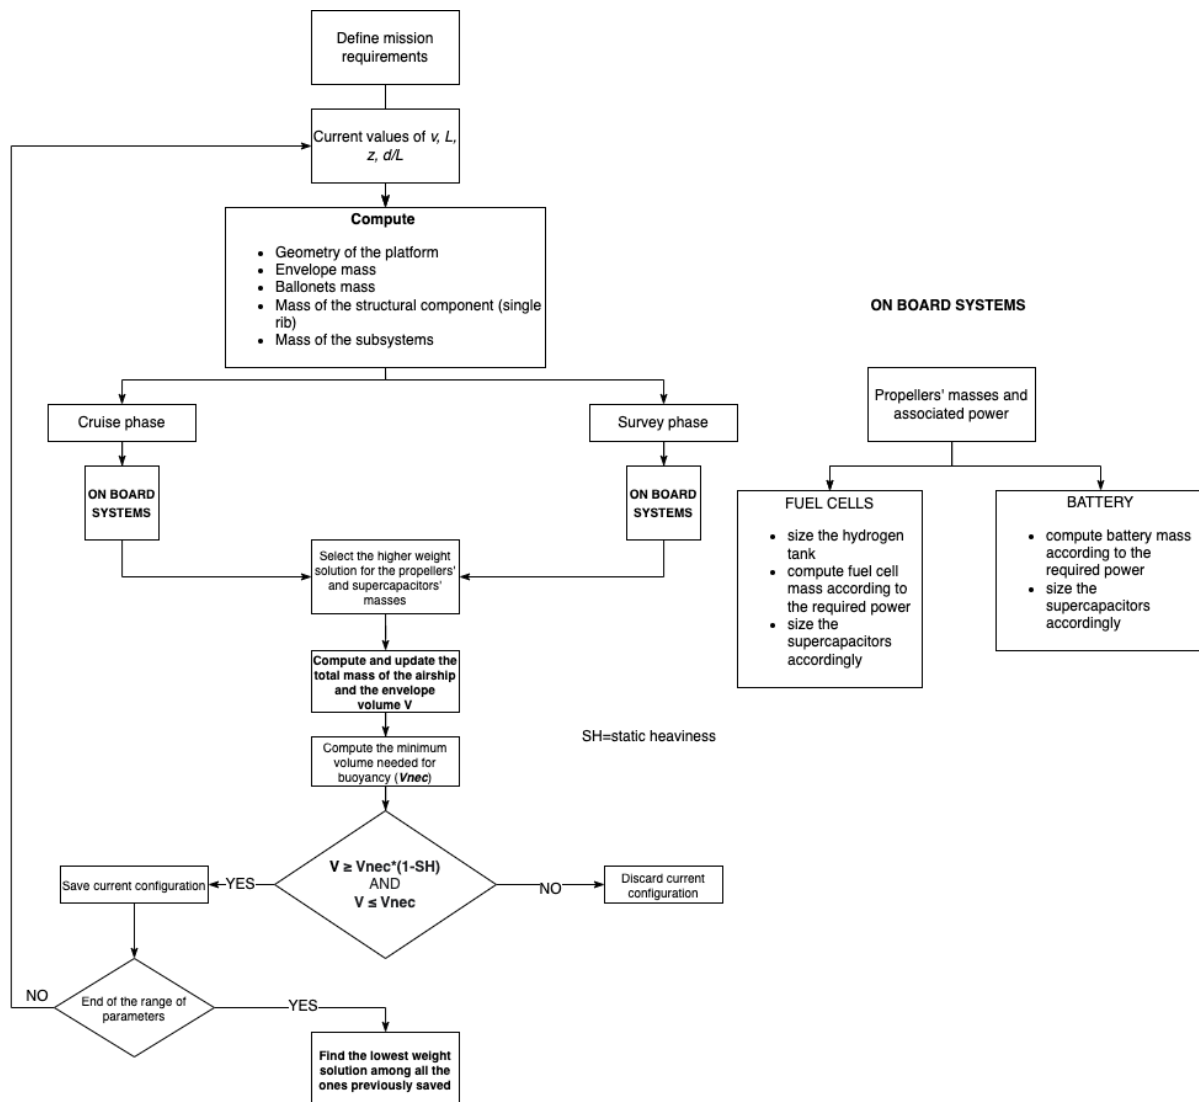 Define mission
requirements
Current values of v, L,
z, d/L
Compute
• Geometry of the platform
• Envelope mass
• Ballonets mass
• Mass of the structural component (single
rib)
• Mass of the subsystems
Cruise phase
Survey phase
ON BOARD
SYSTEMS
ON BOARD
SYSTEMS
Select the higher weight
solution for the propellers'
and supercapacitors'
masses
Compute and update the
total mass of the airship
and the envelope
volume V
Compute the minimum
volume needed for
buoyancy (Vnec)
V ≥ Vnec*(1-SH)
AND
V ≤ Vnec
YES
NO
Save current configuration
Discard current
configuration
End of the range of
parameters
NO
YES
Find the lowest weight
solution among all the
ones previously saved
ON BOARD SYSTEMS
Propellers' masses and
associated power
FUEL CELLS
• size the hydrogen
tank
• compute fuel cell
mass according to
the required power
• size the
supercapacitors
accordingly
BATTERY
• compute battery mass
according to the
required power
• size the
supercapacitors
accordingly
SH=static heaviness